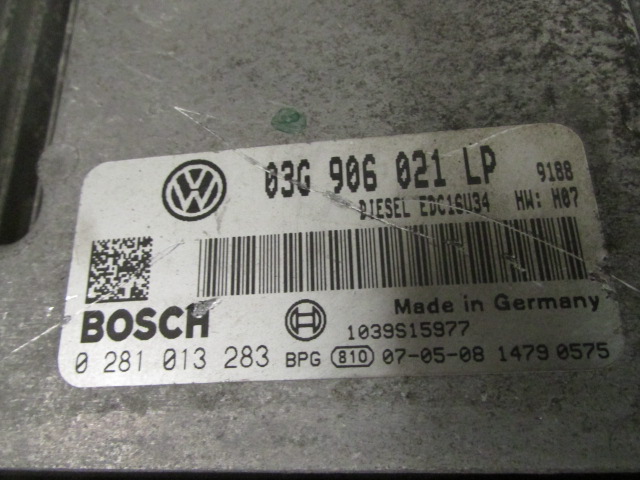 03G 906 021 LP 9188
DIESEL EDC16U34 HW: H07
Made in Germany
BOSCH 1039S15977
0 281 013 283 BPG 810 07-05-08 1479 0575